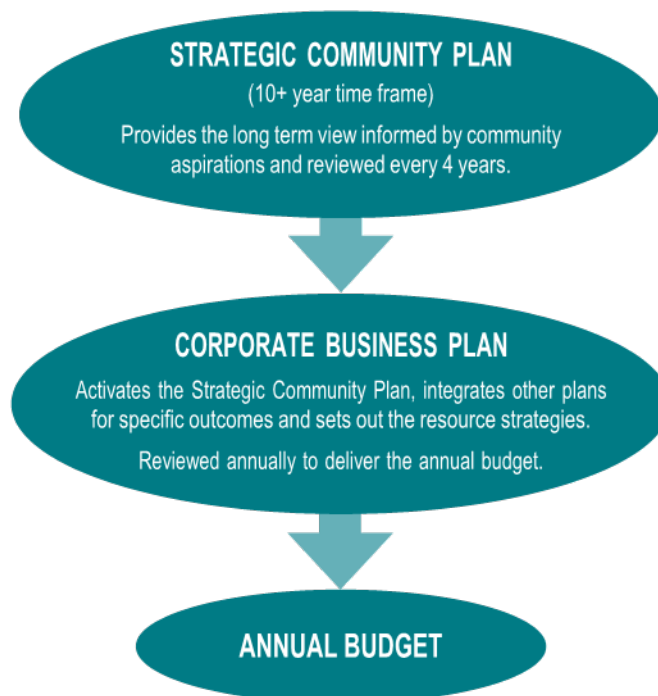 STRATEGIC COMMUNITY PLAN
(10+ year time frame)
Provides the long term view informed by community
aspirations and reviewed every 4 years.
CORPORATE BUSINESS PLAN
Activates the Strategic Community Plan, integrates other plans
for specific outcomes and sets out the resource strategies.
Reviewed annually to deliver the annual budget.
ANNUAL BUDGET